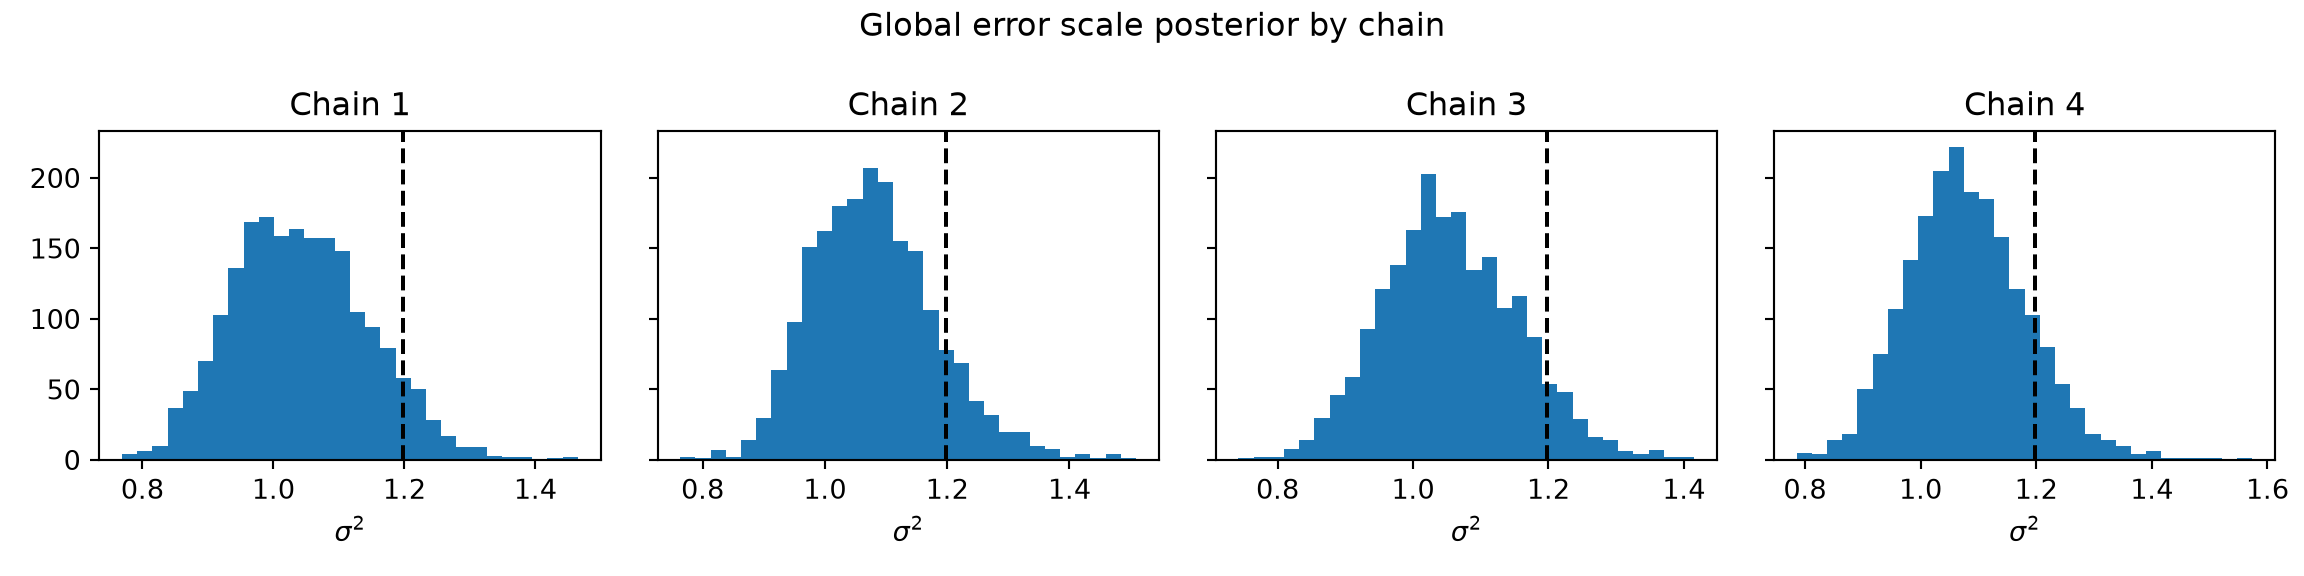 Global error scale posterior by chain
Chain 1 Chain 2 Chain 3 Chain 4
200
150
100
50
0
0.8 1.0 1.2 1.4 0.8 1.0 1.2 1.4 0.8 1.0 1.2 1.4 0.8 1.0 1.2 1.4 1.6
σ² σ² σ² σ²